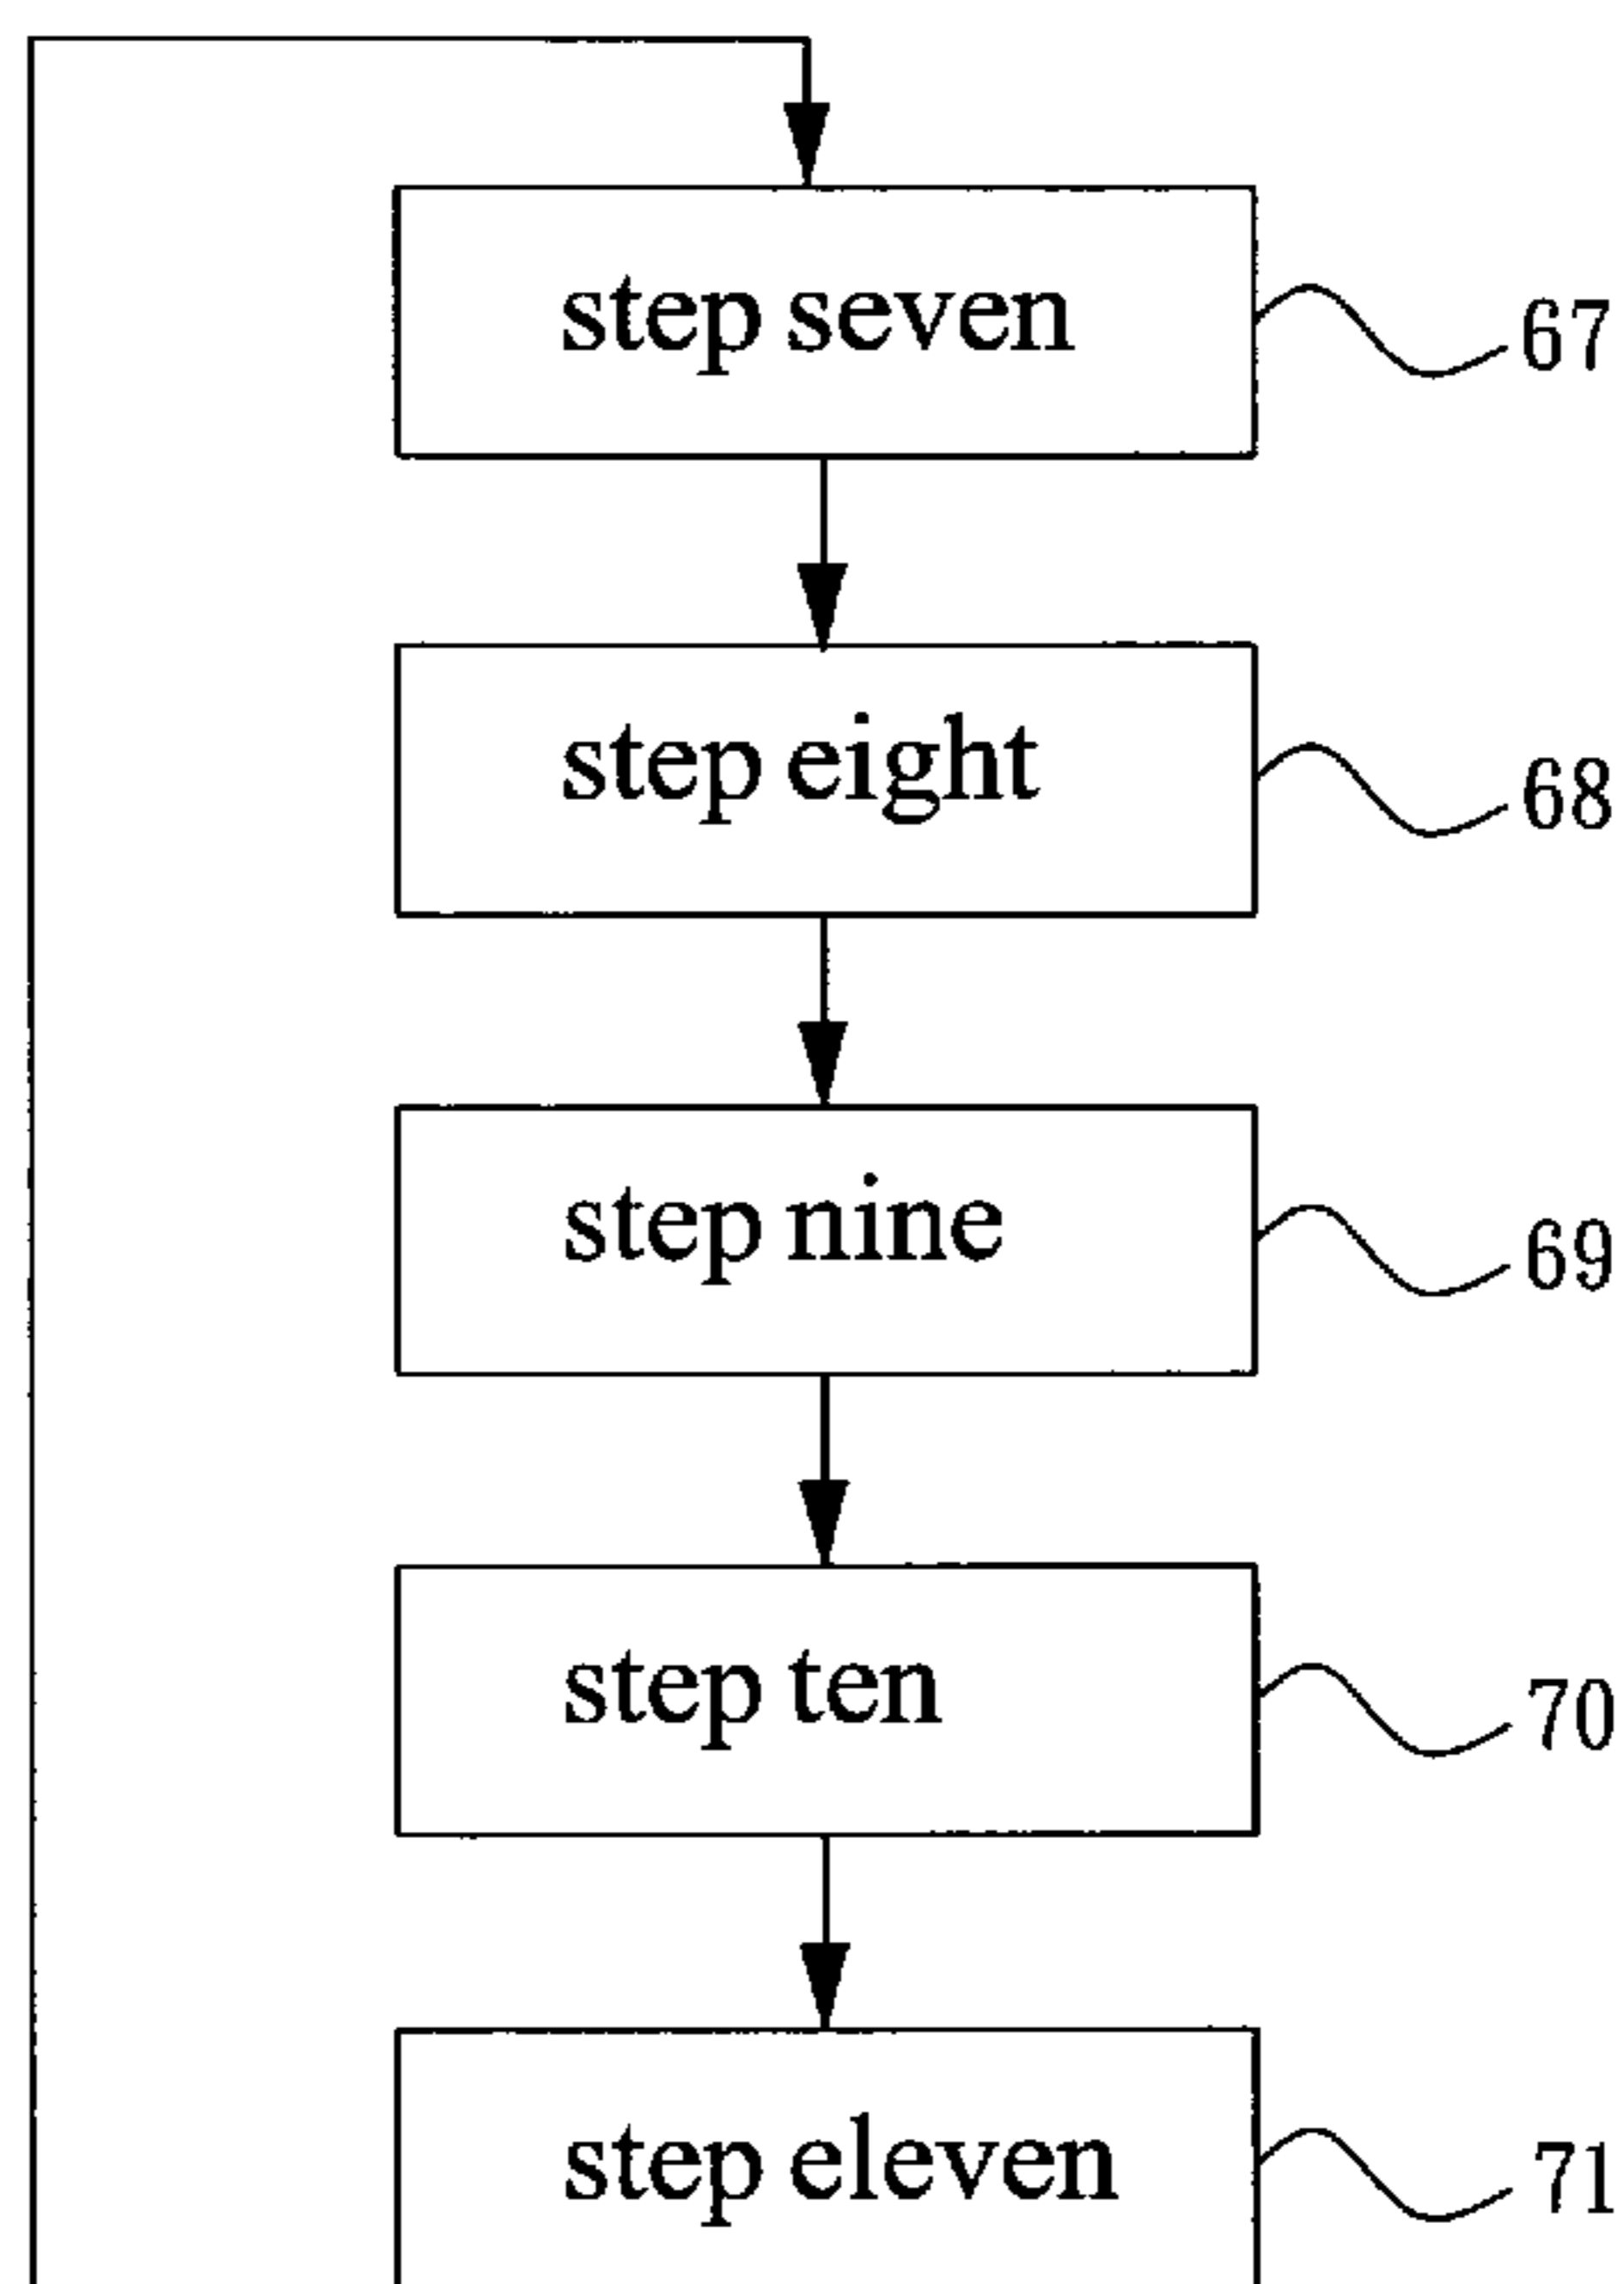 step seven
67
step eight
68
step nine
69
step ten
70
step eleven
71